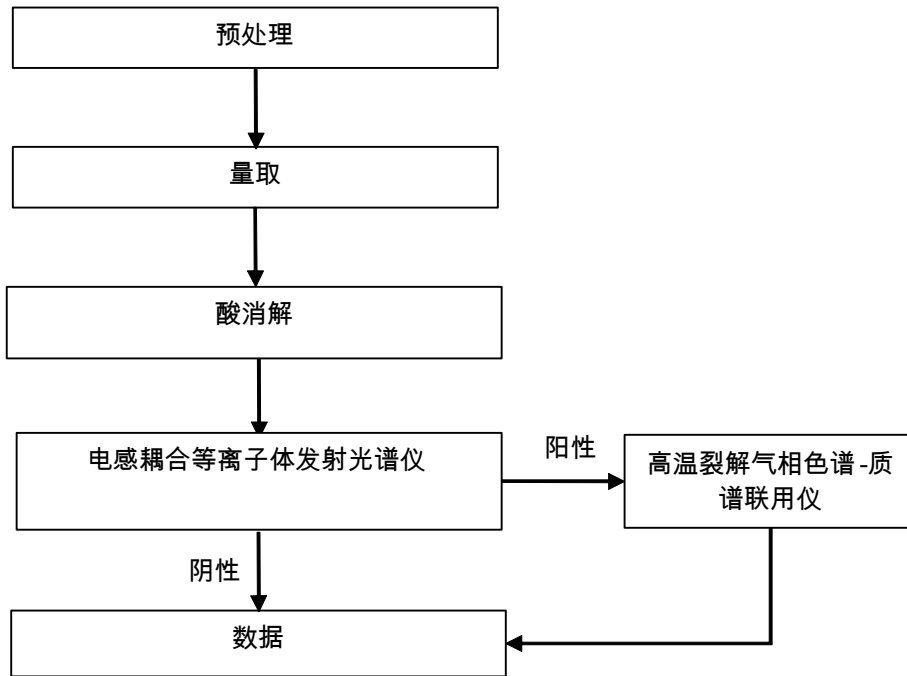 预处理
量取
酸消解
电感耦合等离子体发射光谱仪
阳性
高温裂解气相色谱-质
谱联用仪
阴性
数据